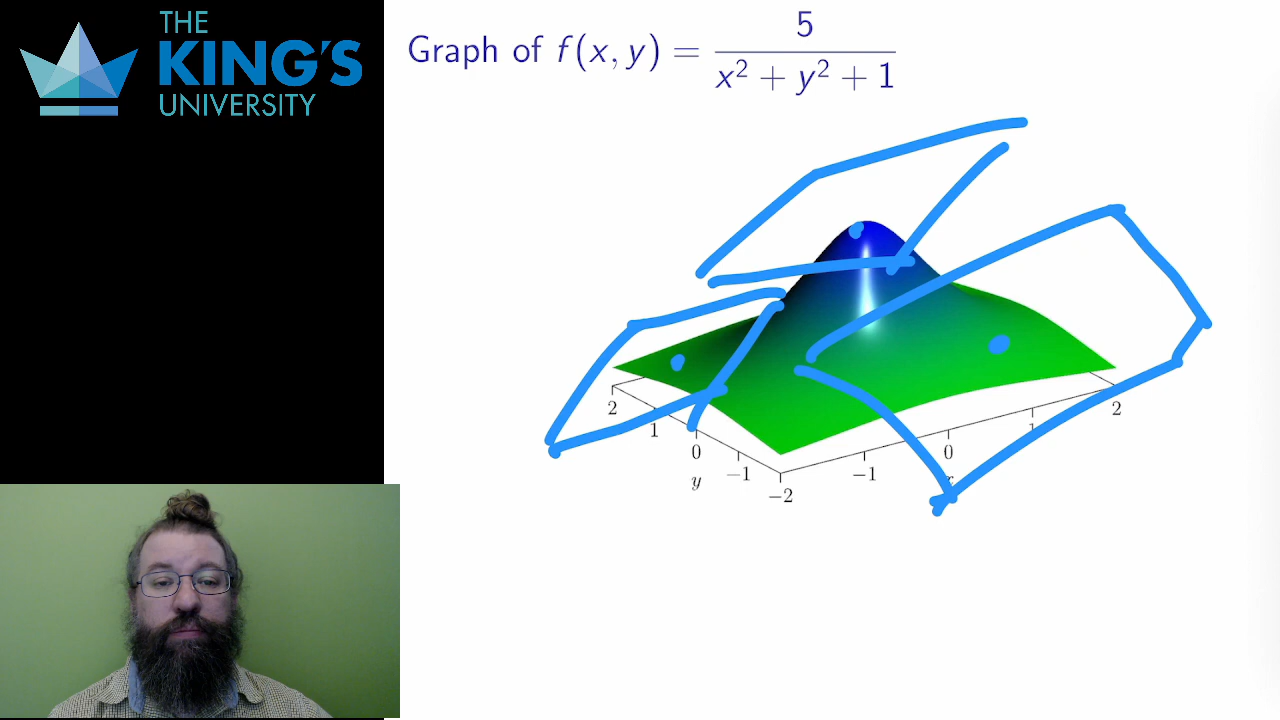 THE
KING'S
UNIVERSITY
Graph of f(x, y) = 5 / (x² + y² + 1)
2
1
0
−1
−2
y
−1
0
1
2
x